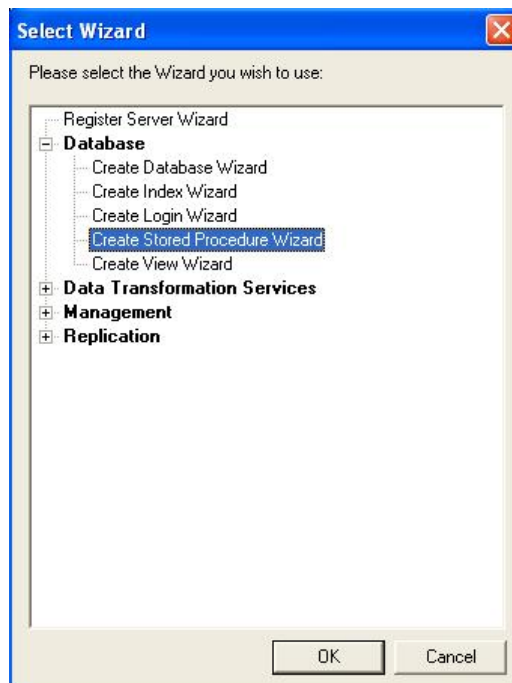 Select Wizard
Please select the Wizard you wish to use:
Register Server Wizard
Database
Create Database Wizard
Create Index Wizard
Create Login Wizard
Create Stored Procedure Wizard
Create View Wizard
Data Transformation Services
Management
Replication
OK
Cancel